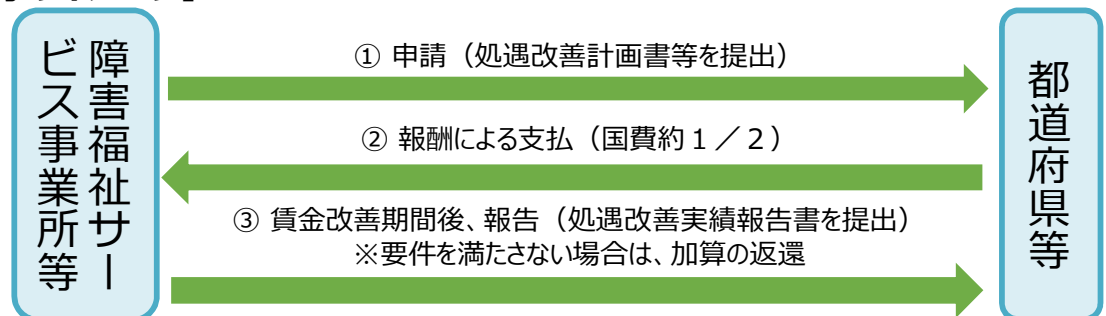 障害福祉サー
ビス事業所等
① 申請（処遇改善計画書等を提出）
② 報酬による支払（国費約１／２）
③ 賃金改善期間後、報告（処遇改善実績報告書を提出）
※要件を満たさない場合は、加算の返還
都道府県等